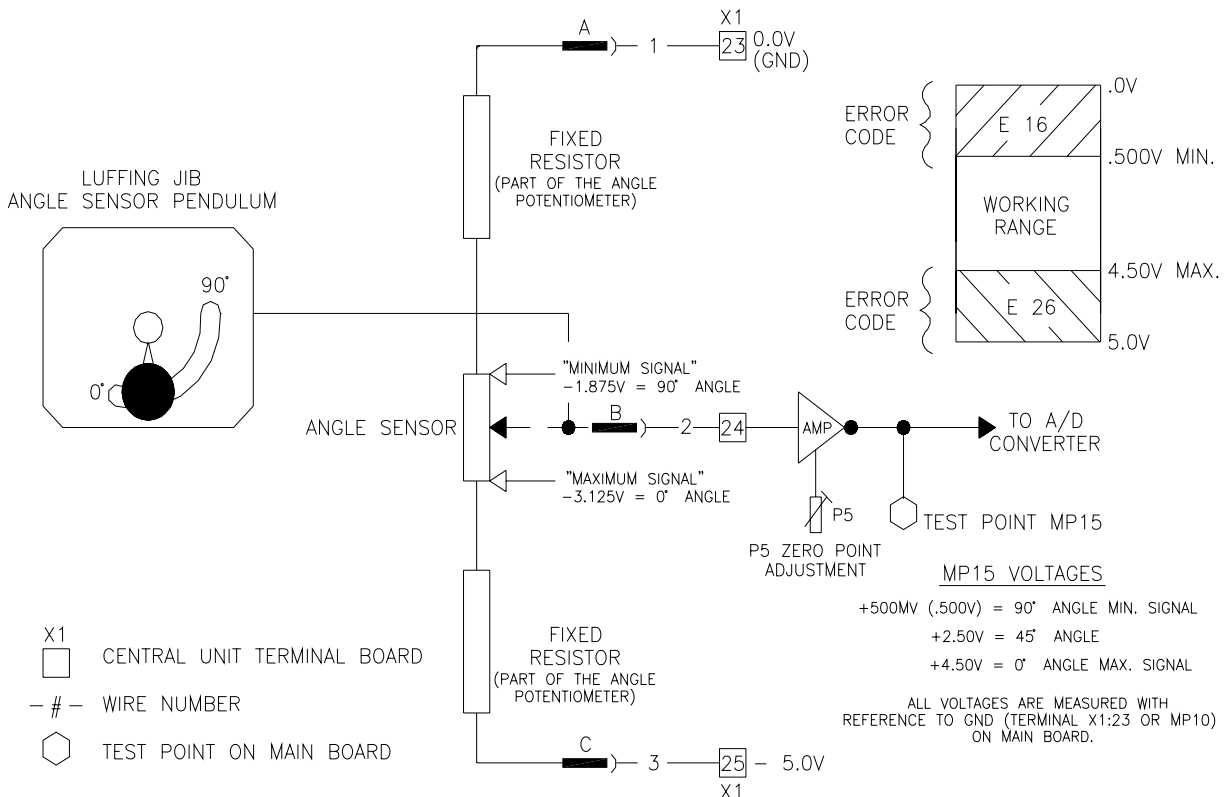 A
1
X1
23
0.0V
(GND)
FIXED
RESISTOR
(PART OF THE ANGLE
POTENTIOMETER)
ERROR
CODE
E 16
.0V
.500V MIN.
WORKING
RANGE
4.50V MAX.
ERROR
CODE
E 26
5.0V
LUFFING JIB
ANGLE SENSOR PENDULUM
90°
0°
"MINIMUM SIGNAL"
-1.875V = 90° ANGLE
ANGLE SENSOR
B
2
24
AMP
TO A/D
CONVERTER
"MAXIMUM SIGNAL"
-3.125V = 0° ANGLE
P5
P5 ZERO POINT
ADJUSTMENT
TEST POINT MP15
MP15 VOLTAGES
+500MV (.500V) = 90° ANGLE MIN. SIGNAL
+2.50V = 45° ANGLE
+4.50V = 0° ANGLE MAX. SIGNAL
ALL VOLTAGES ARE MEASURED WITH
REFERENCE TO GND (TERMINAL X1:23 OR MP10)
ON MAIN BOARD.
FIXED
RESISTOR
(PART OF THE ANGLE
POTENTIOMETER)
C
3
25
- 5.0V
X1
X1
CENTRAL UNIT TERMINAL BOARD
-#- WIRE NUMBER
TEST POINT ON MAIN BOARD